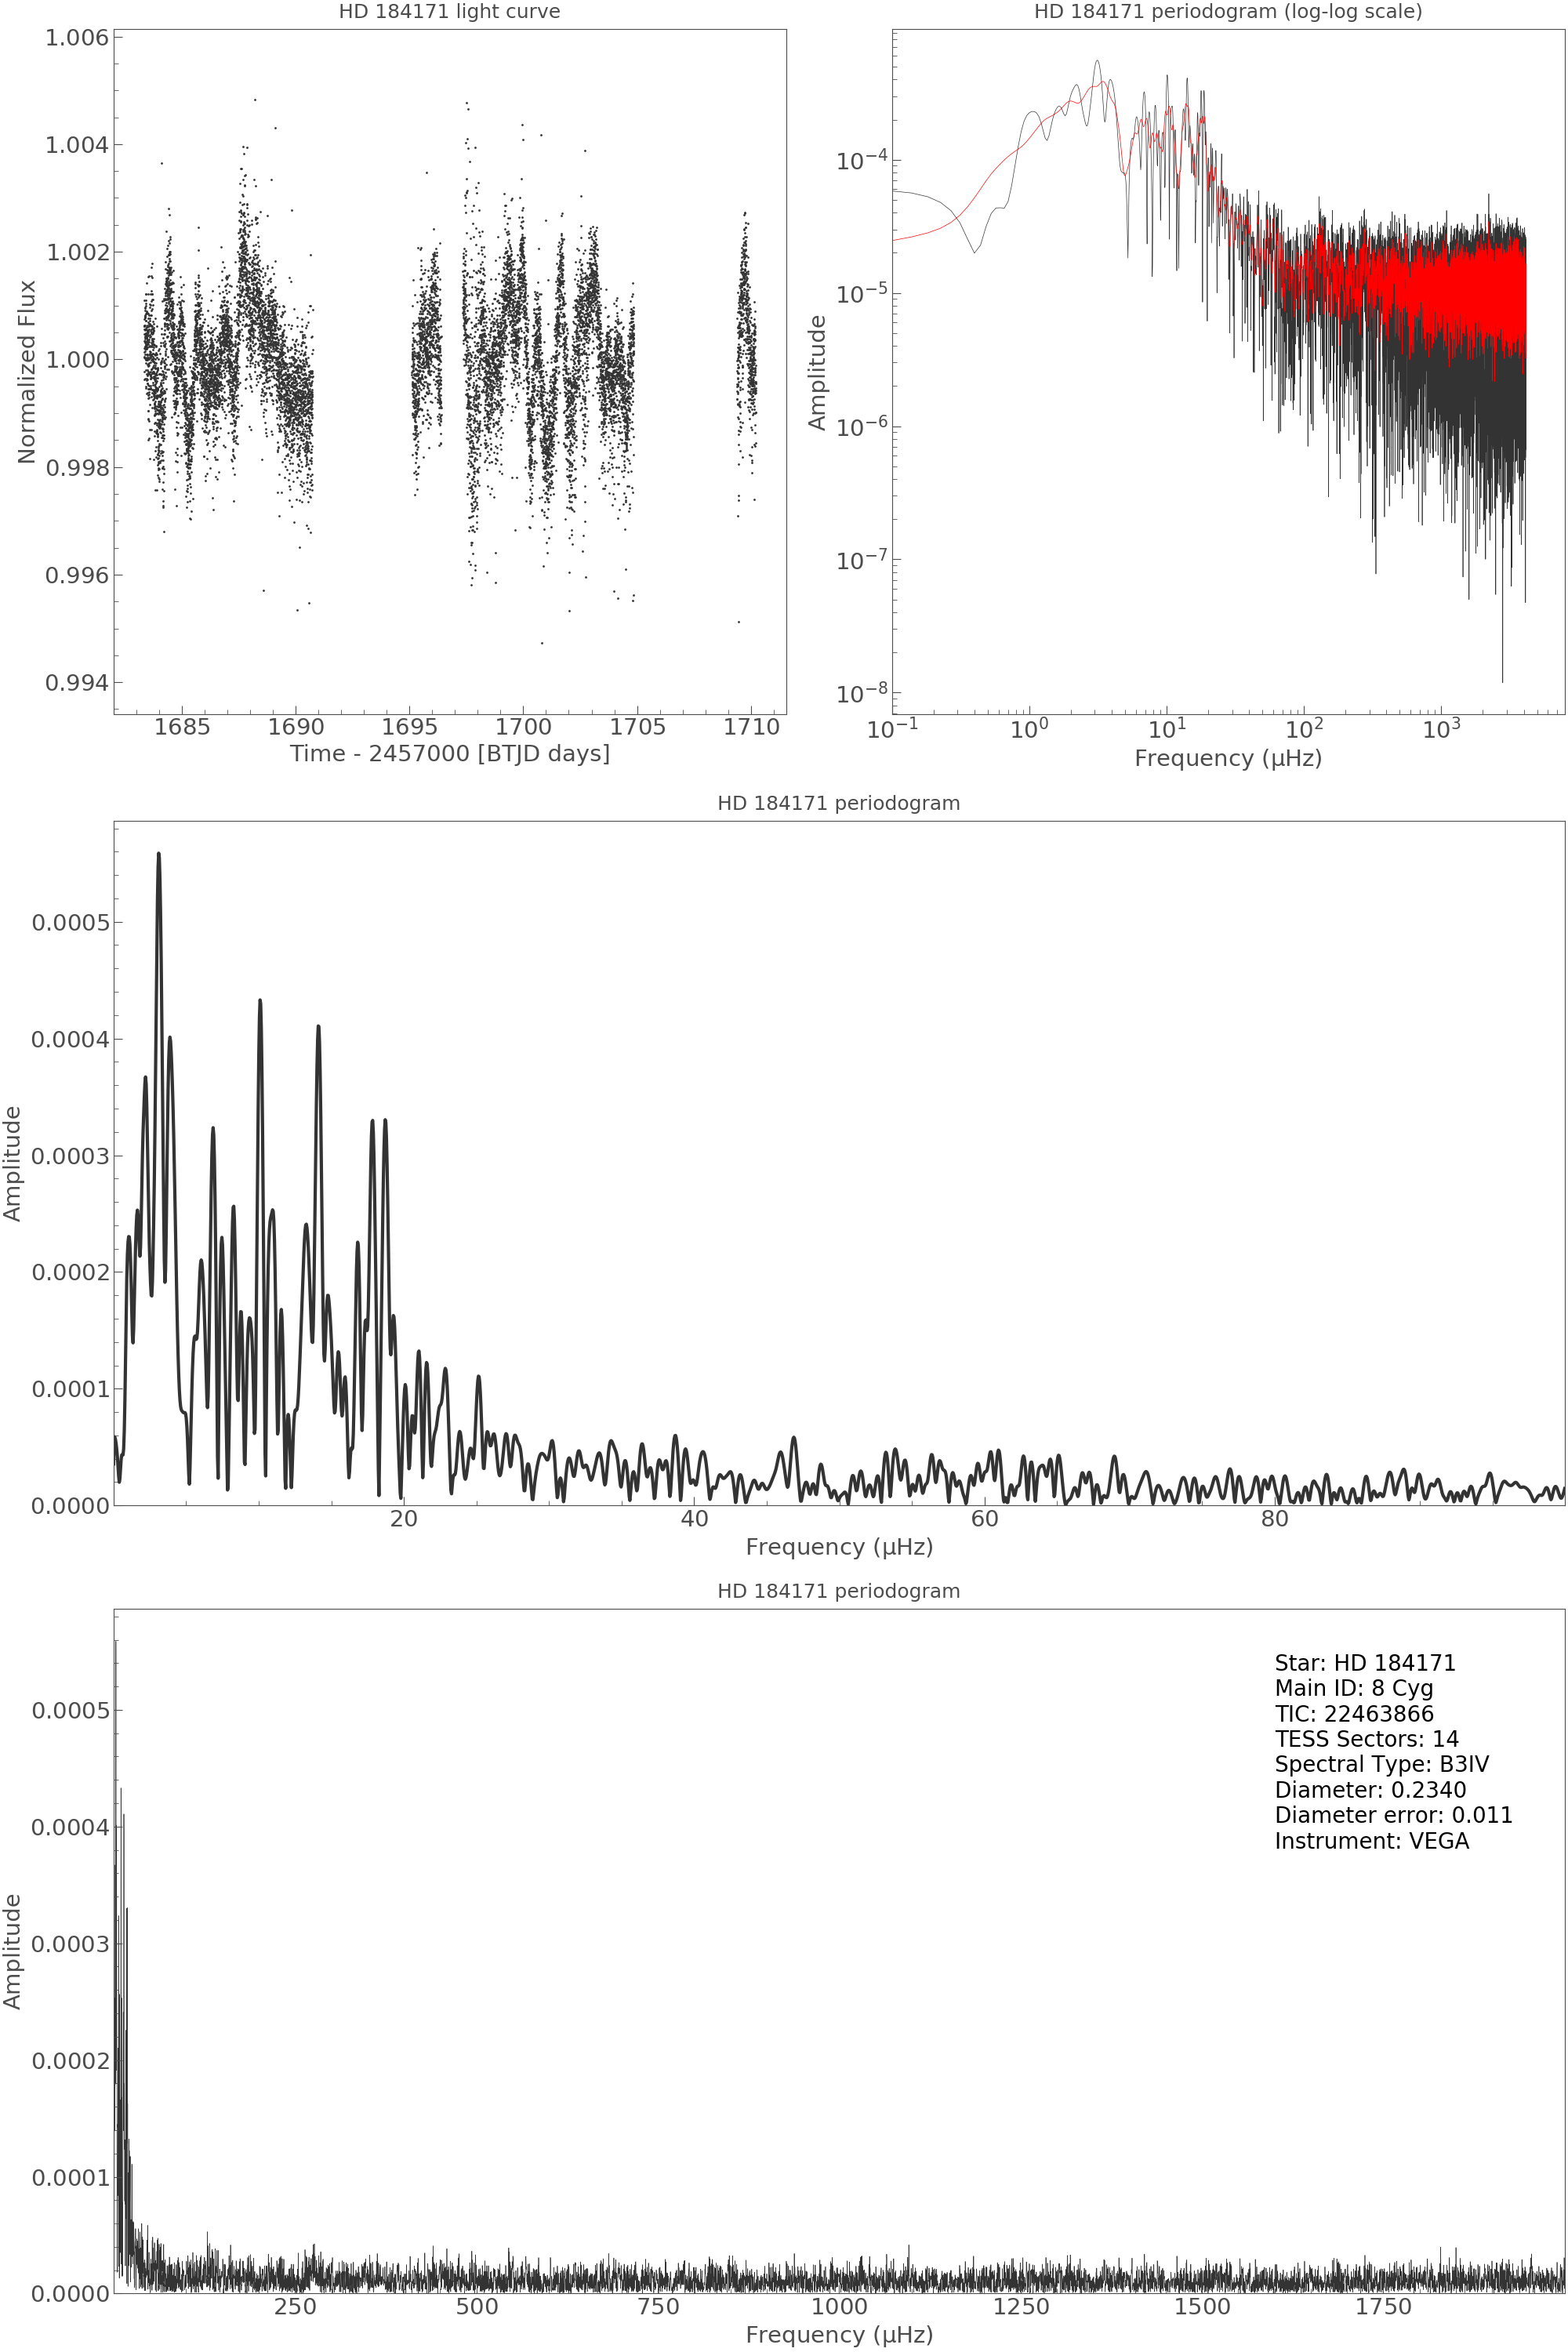 HD 184171 light curve
1.006
1.004
1.002
1.000
0.998
0.996
0.994
Normalized Flux
1685 1690 1695 1700 1705 1710
Time - 2457000 [BTJD days]
HD 184171 periodogram (log-log scale)
10⁻⁴
10⁻⁵
10⁻⁶
10⁻⁷
10⁻⁸
Amplitude
10⁻¹ 10⁰ 10¹ 10² 10³
Frequency (µHz)
HD 184171 periodogram
0.0005
0.0004
0.0003
0.0002
0.0001
0.0000
Amplitude
20 40 60 80
Frequency (µHz)
HD 184171 periodogram
0.0005
0.0004
0.0003
0.0002
0.0001
0.0000
Amplitude
250 500 750 1000 1250 1500 1750
Frequency (µHz)
Star: HD 184171
Main ID: 8 Cyg
TIC: 22463866
TESS Sectors: 14
Spectral Type: B3IV
Diameter: 0.2340
Diameter error: 0.011
Instrument: VEGA